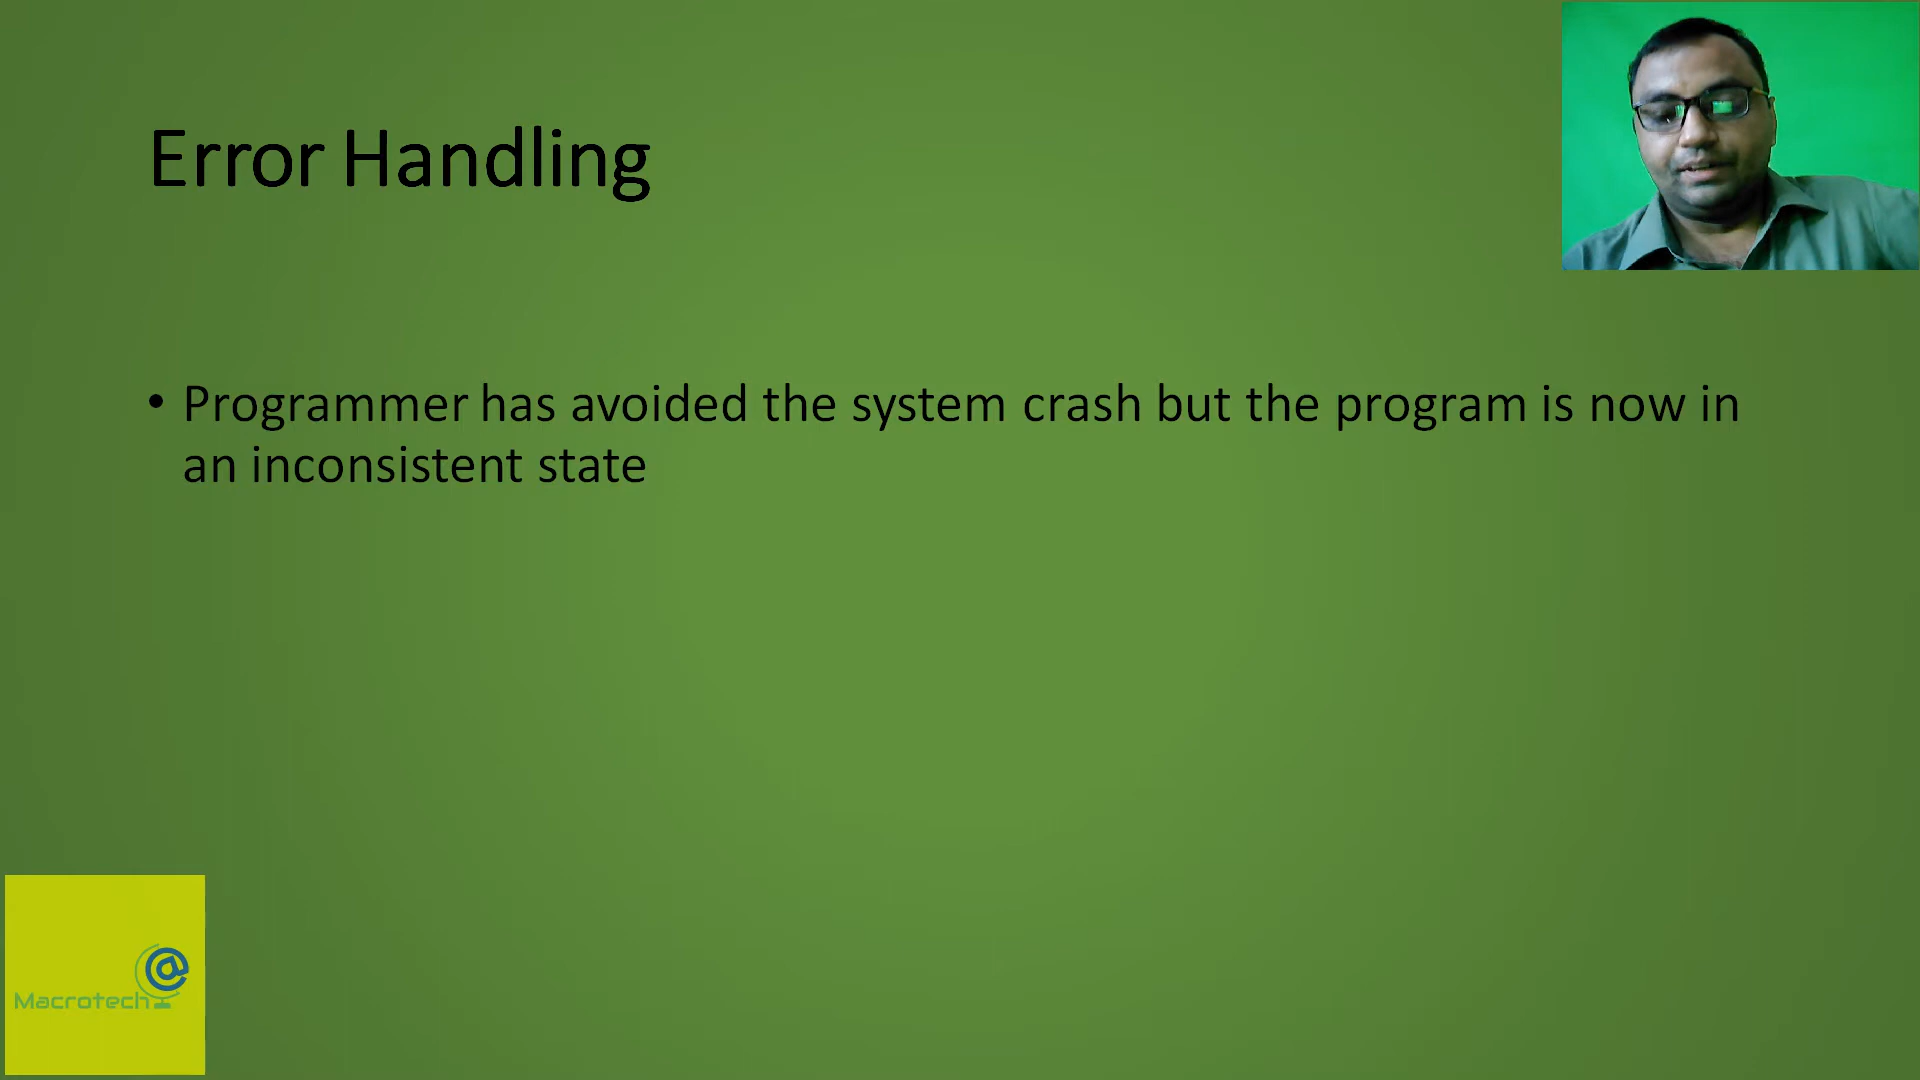 Error Handling
• Programmer has avoided the system crash but the program is now in
an inconsistent state
Macrotech